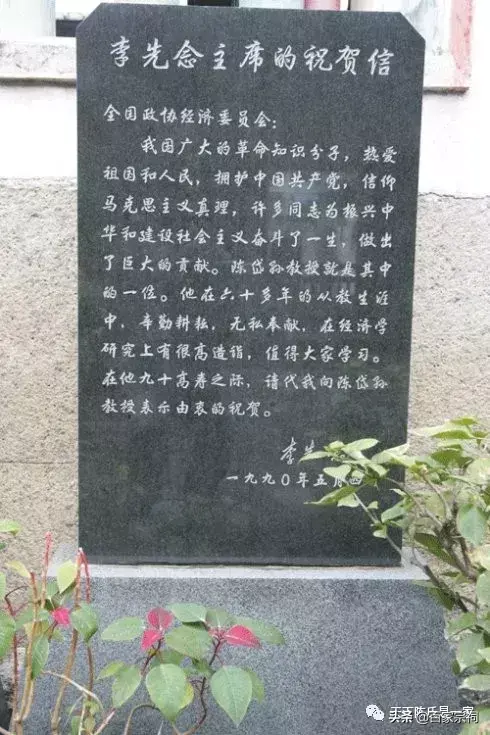 李先念主席的祝贺信
全国政协经济委员会：
我国广大的革命知识分子，热爱
祖国和人民，拥护中国共产党，信仰
马克思主义真理，许多同志为振兴中
华和建设社会主义奋斗了一生，做出
了巨大的贡献。陈岱孙教授就是其中
的一位。他在六十多年的从教生涯
中，辛勤耕耘，无私奉献，在经济学
研究上有很高造诣，值得大家学习。
在他九十高寿之际，请代我向陈岱孙
教授表示由衷的祝贺。
李先
一九九〇年五月四
头条@百家宗祠